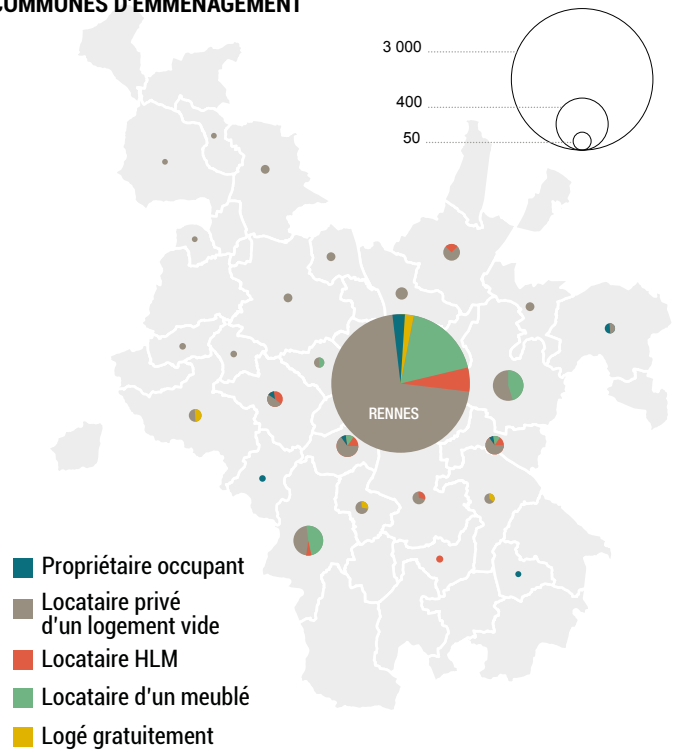 COMMUNES D'EMMÉNAGEMENT
3 000
400
50
RENNES
Propriétaire occupant
Locataire privé
d'un logement vide
Locataire HLM
Locataire d'un meublé
Logé gratuitement